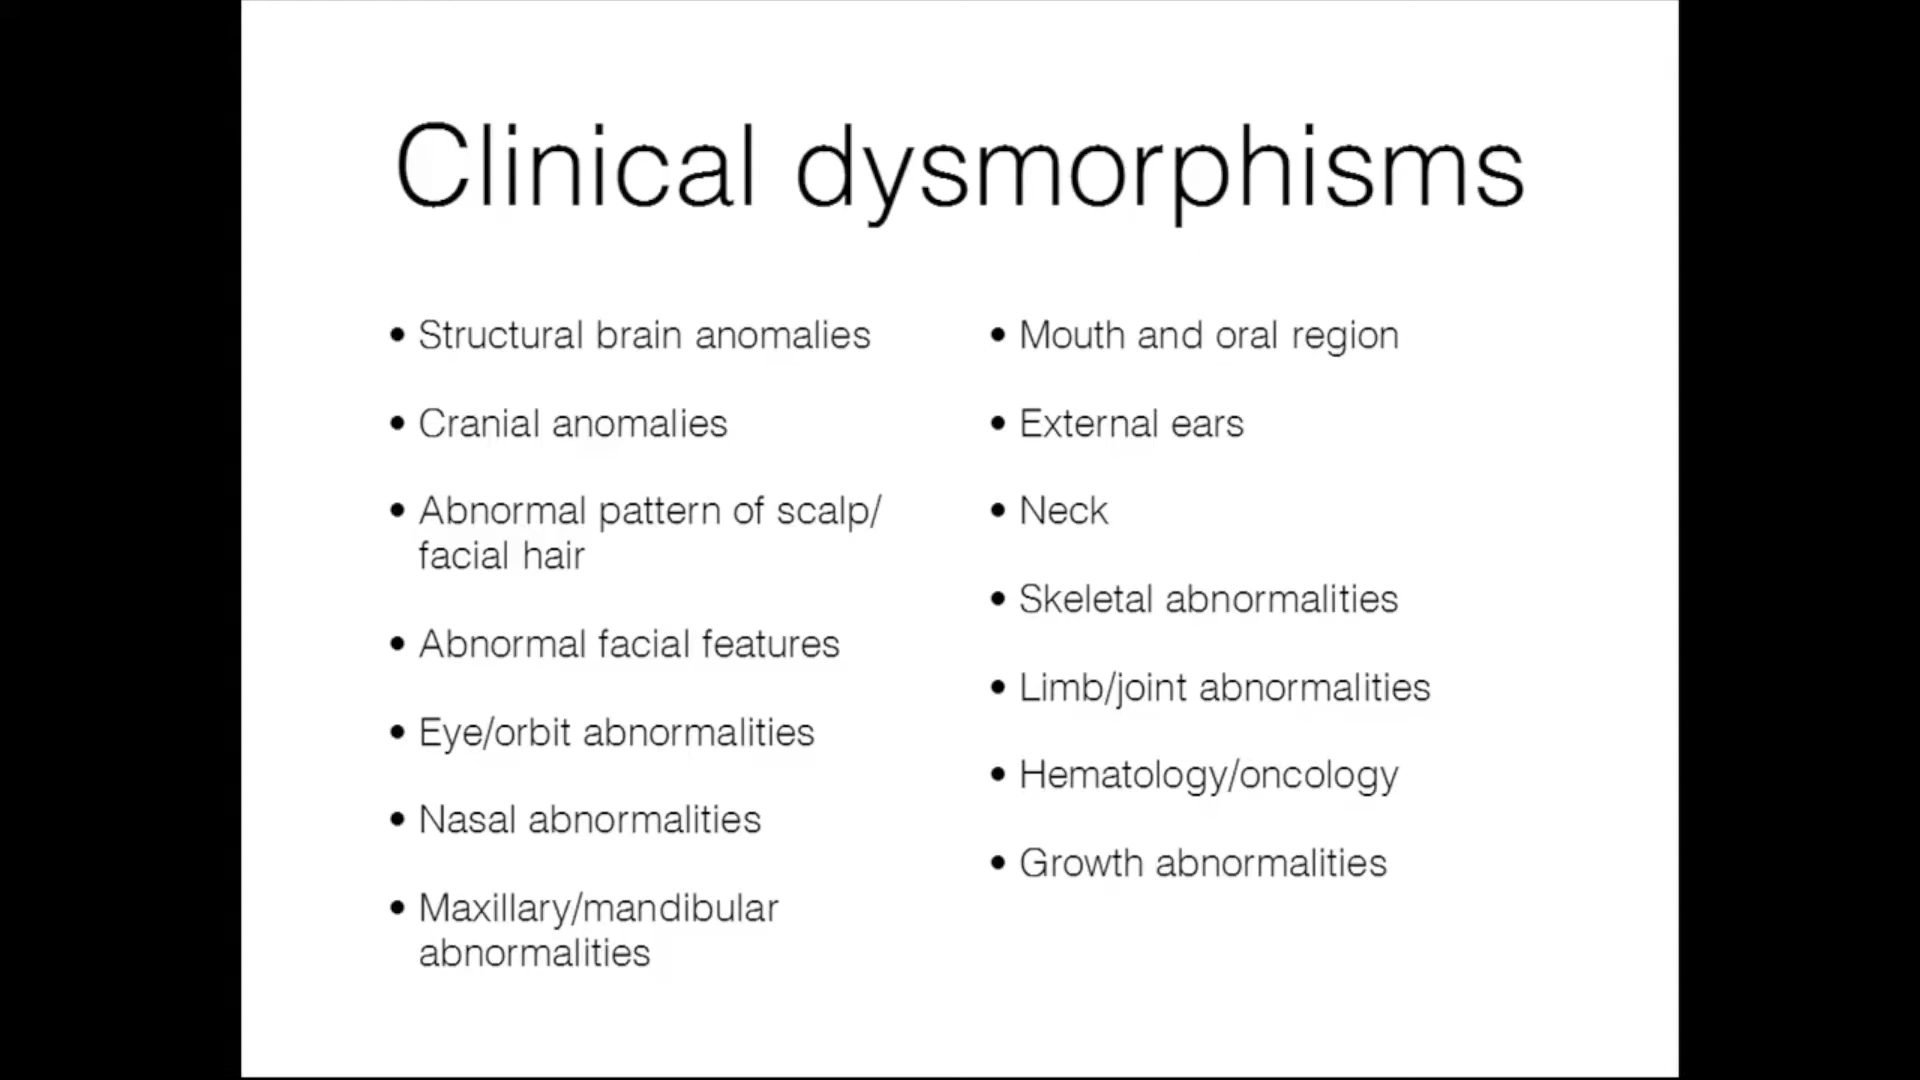 Clinical dysmorphisms
• Structural brain anomalies
• Cranial anomalies
• Abnormal pattern of scalp/
facial hair
• Abnormal facial features
• Eye/orbit abnormalities
• Nasal abnormalities
• Maxillary/mandibular
abnormalities
• Mouth and oral region
• External ears
• Neck
• Skeletal abnormalities
• Limb/joint abnormalities
• Hematology/oncology
• Growth abnormalities